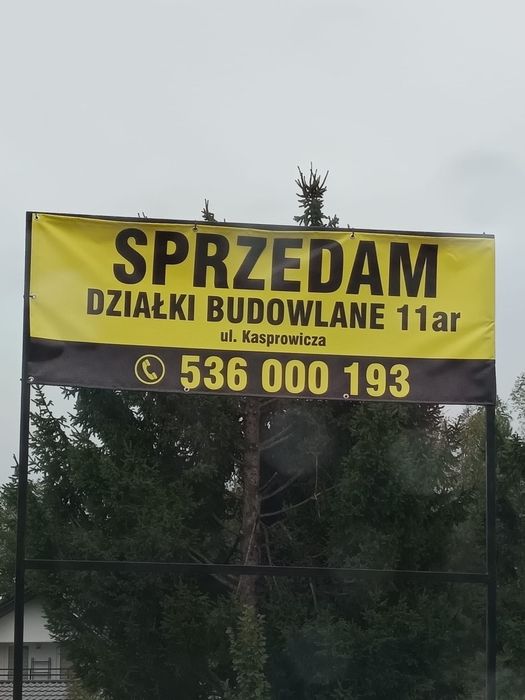 SPRZEDAM
DZIAŁKI BUDOWLANE 11ar
ul. Kasprowicza
536 000 193